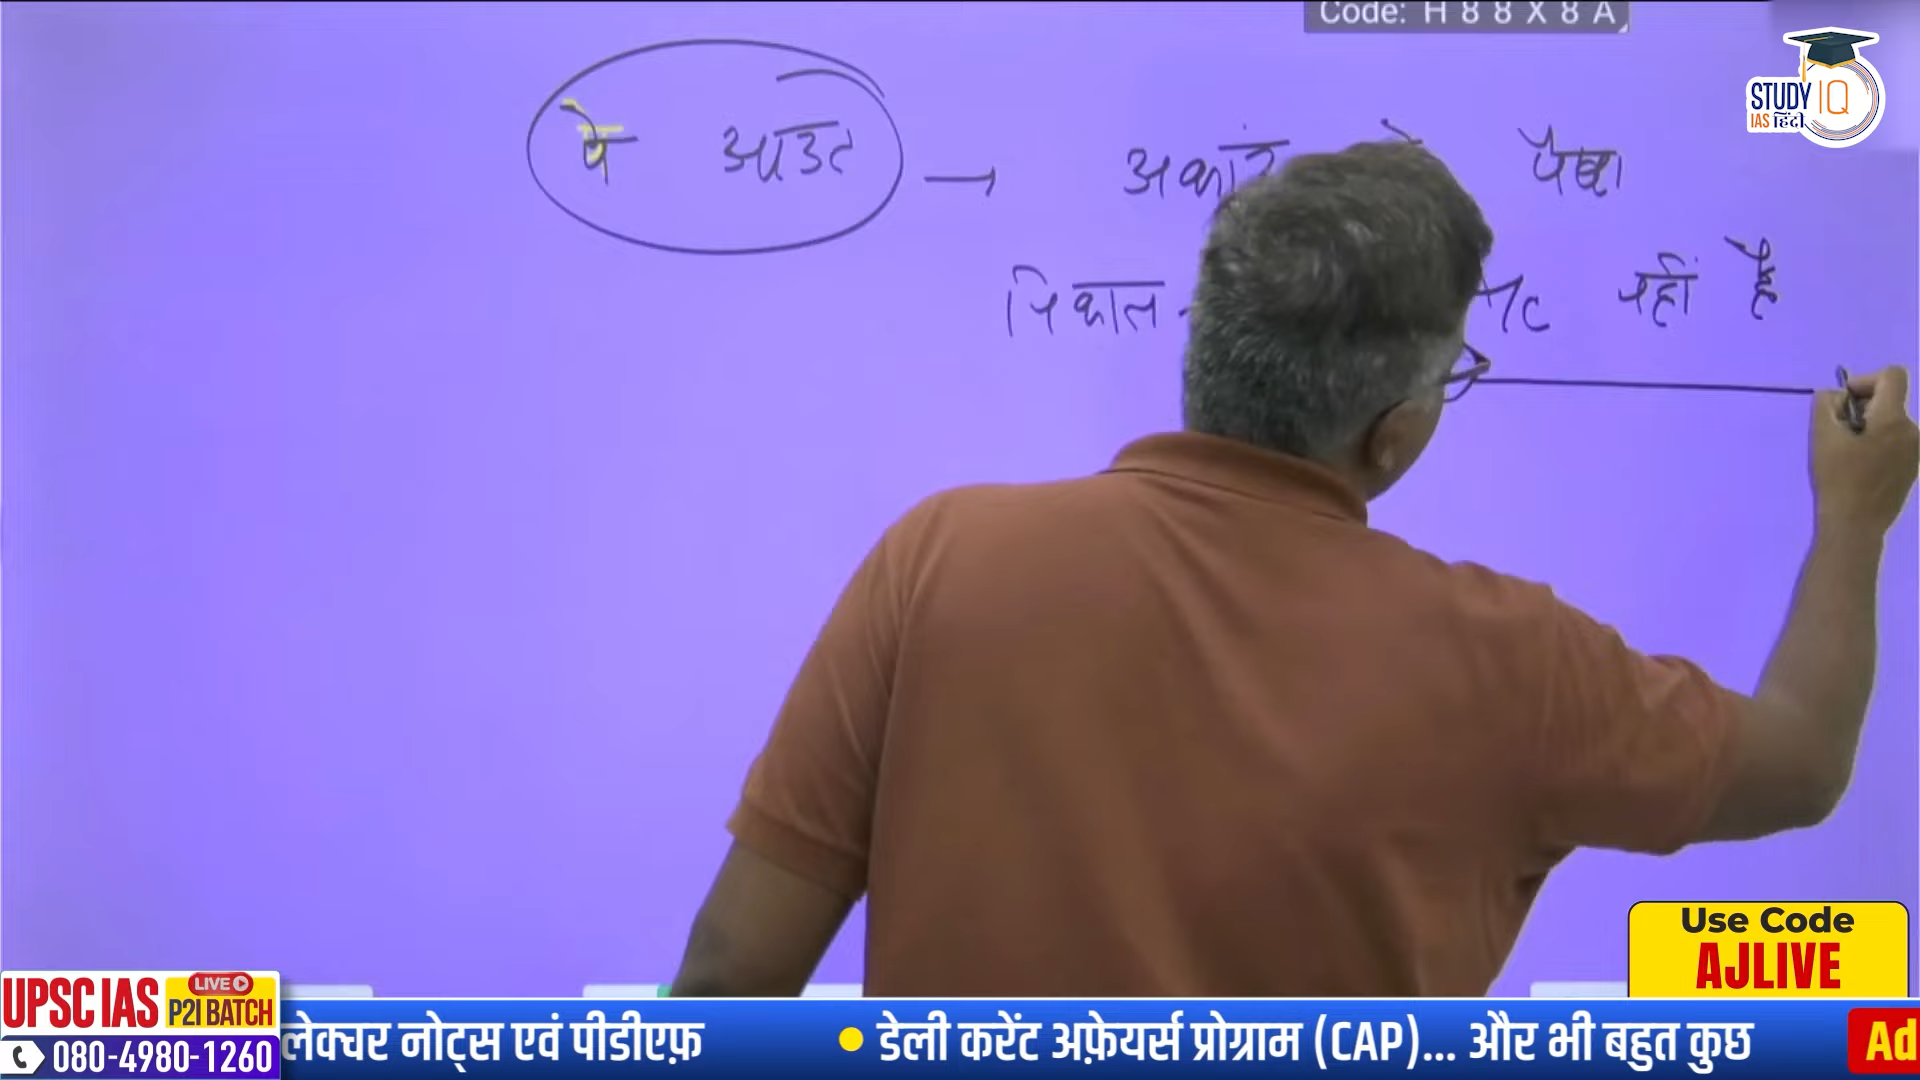 Code: H 8 8 X 8 A
STUDY IQ
IAS हिंदी
पे आउट → पैसा
निकाल नहीं है
Use Code
AJLIVE
UPSC IAS LIVE
P2I BATCH
080-4980-1260
लेक्चर नोट्स एवं पीडीएफ़ • डेली करेंट अफ़ेयर्स प्रोग्राम (CAP)... और भी बहुत कुछ
Ad